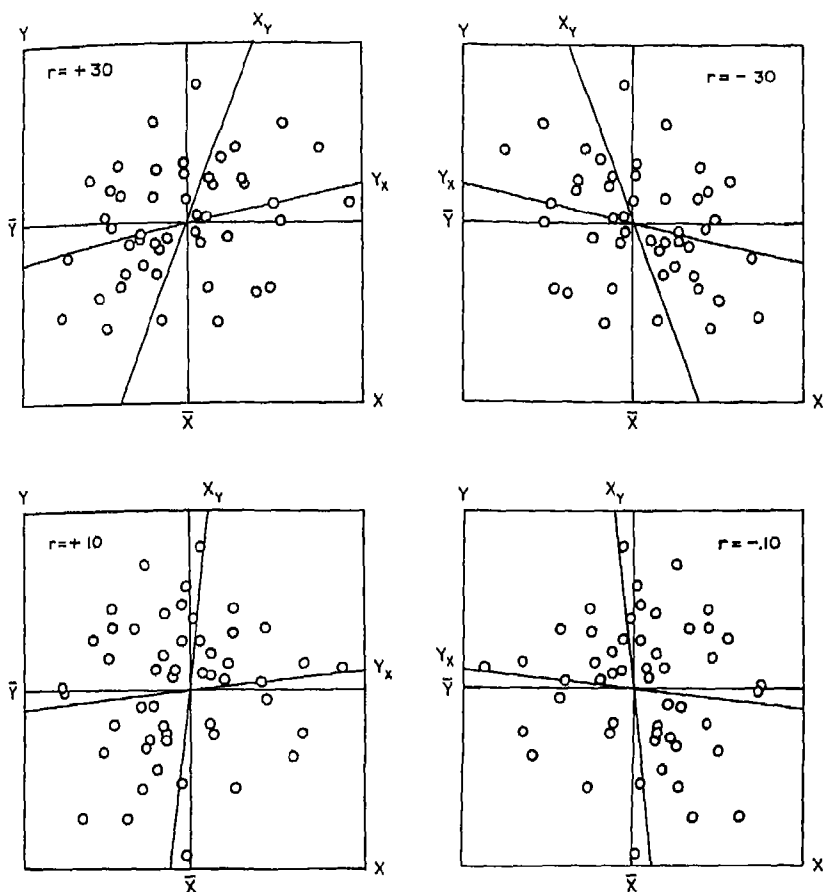 Y
X_Y
r=+30
Y_X
Ȳ
X̄
X
X_Y
r=-30
Y_X
Ȳ
X̄
X
Y
X_Y
r=+10
Y_X
Ȳ
X̄
X
Y
X_Y
r=-.10
Y_X
Ȳ
X̄
X